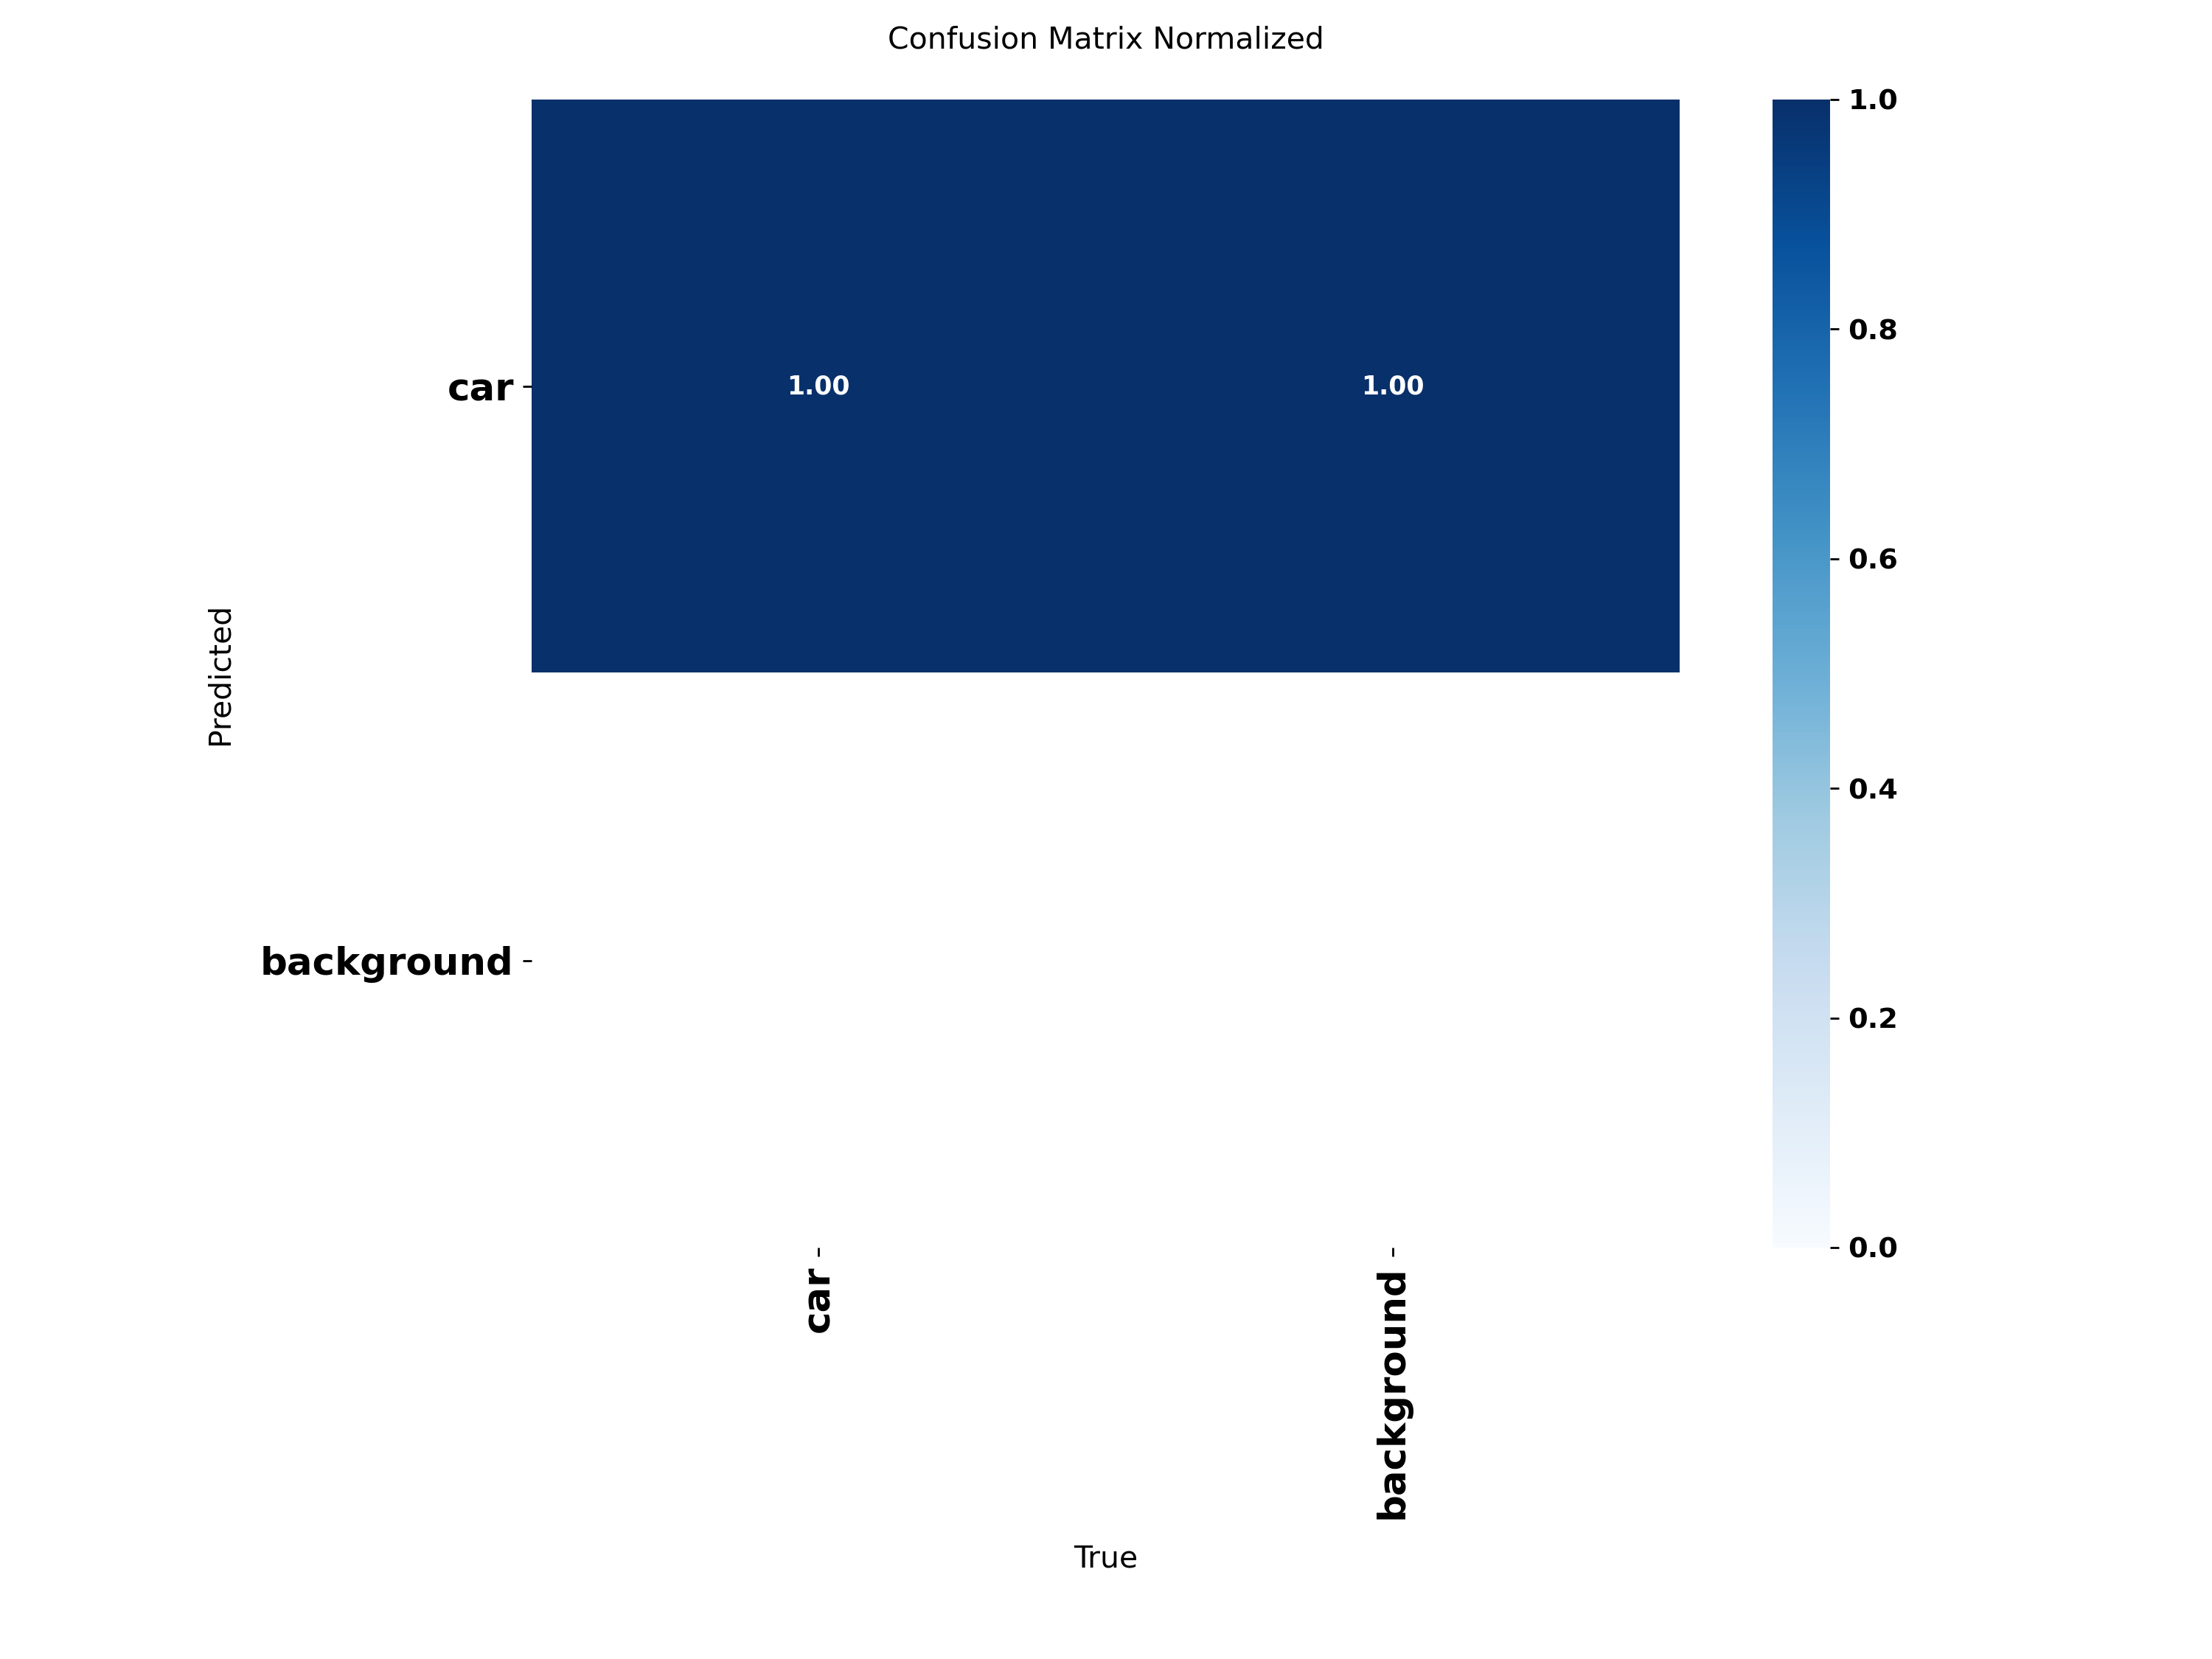 Confusion Matrix Normalized
1.0
car
1.00
1.00
0.8
0.6
Predicted
0.4
background
0.2
0.0
car
background
True